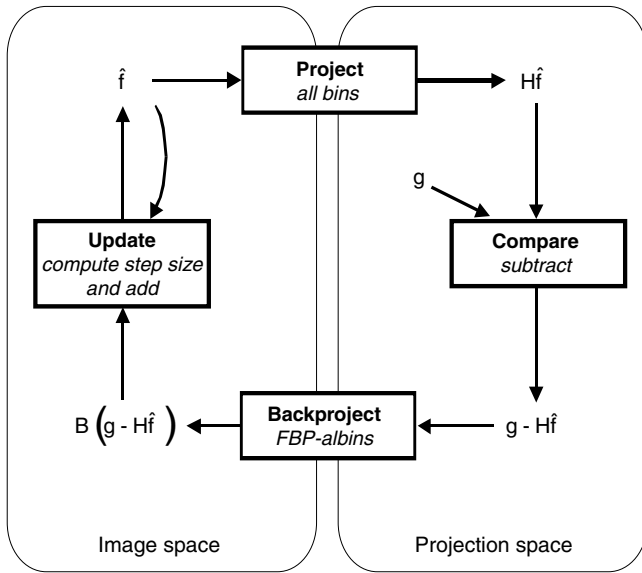 f̂
Project
all bins
Hf̂
g
Update
compute step size
and add
Compare
subtract
B (g - Hf̂)
Backproject
FBP-albins
g - Hf̂
Image space
Projection space